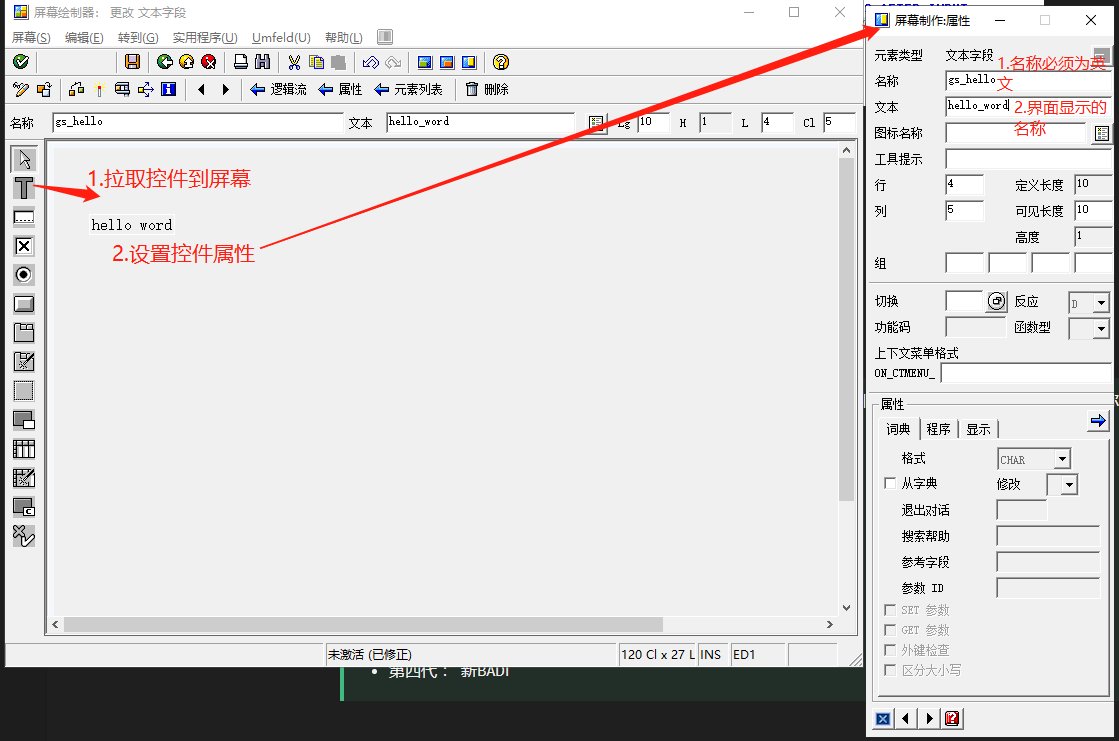 屏幕绘制器： 更改 文本字段
屏幕(S) 编辑(E) 转到(G) 实用程序(U) Umfeld(U) 帮助(L)
逻辑流 属性 元素列表 删除
名称 gs_hello 文本 hello_word Lg 10 H 1 L 4 Cl 5
1.拉取控件到屏幕
hello word
2.设置控件属性
未激活 (已修正) 120 Cl x 27 L INS ED1
第四代： 新BADI
屏幕制作:属性
元素类型 文本字段
1.名称必须为英文
名称 gs_hello
文本 hello_word
2.界面显示的名称
图标名称
工具提示
行 4 定义长度 10
列 5 可见长度 10
高度 1
组
切换 反应 D
功能码 函数型
上下文菜单格式
ON_CTMENU_
属性
词典 程序 显示
格式 CHAR
从字典 修改
退出对话
搜索帮助
参考字段
参数 ID
SET 参数
GET 参数
外键检查
区分大小写